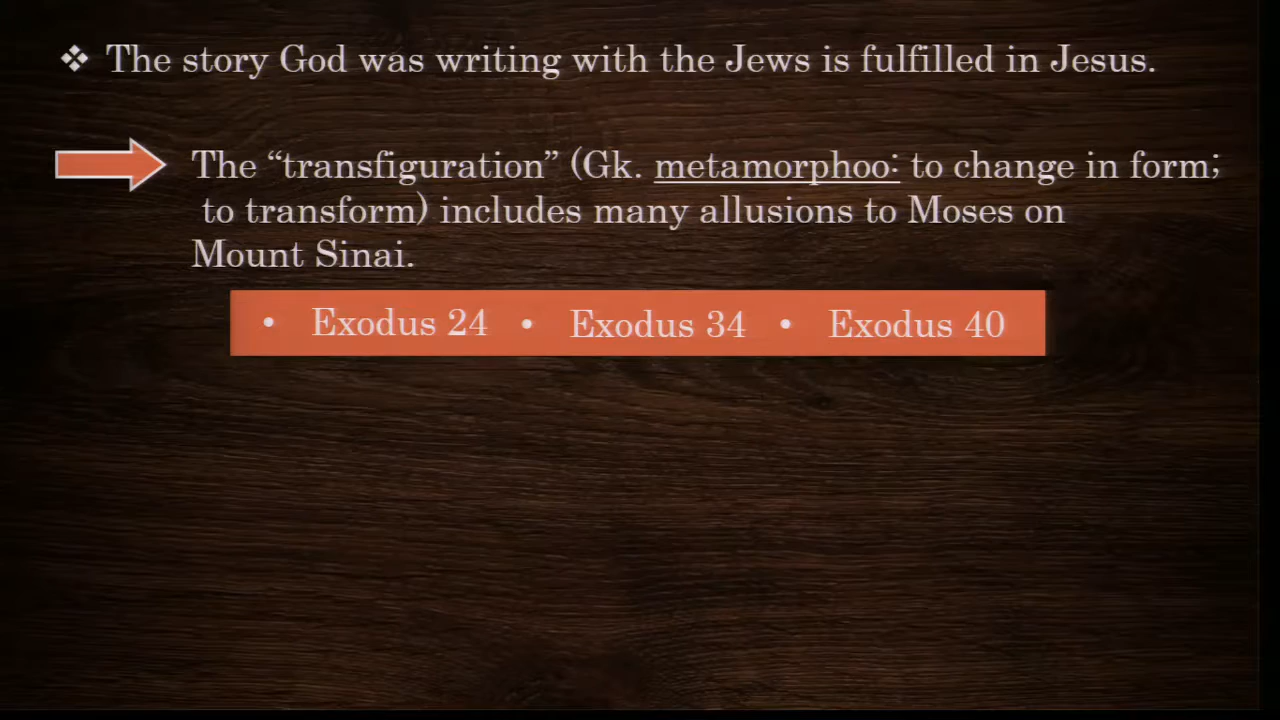 ❖ The story God was writing with the Jews is fulfilled in Jesus.
The “transfiguration” (Gk. metamorphoo: to change in form;
to transform) includes many allusions to Moses on
Mount Sinai.
• Exodus 24 • Exodus 34 • Exodus 40